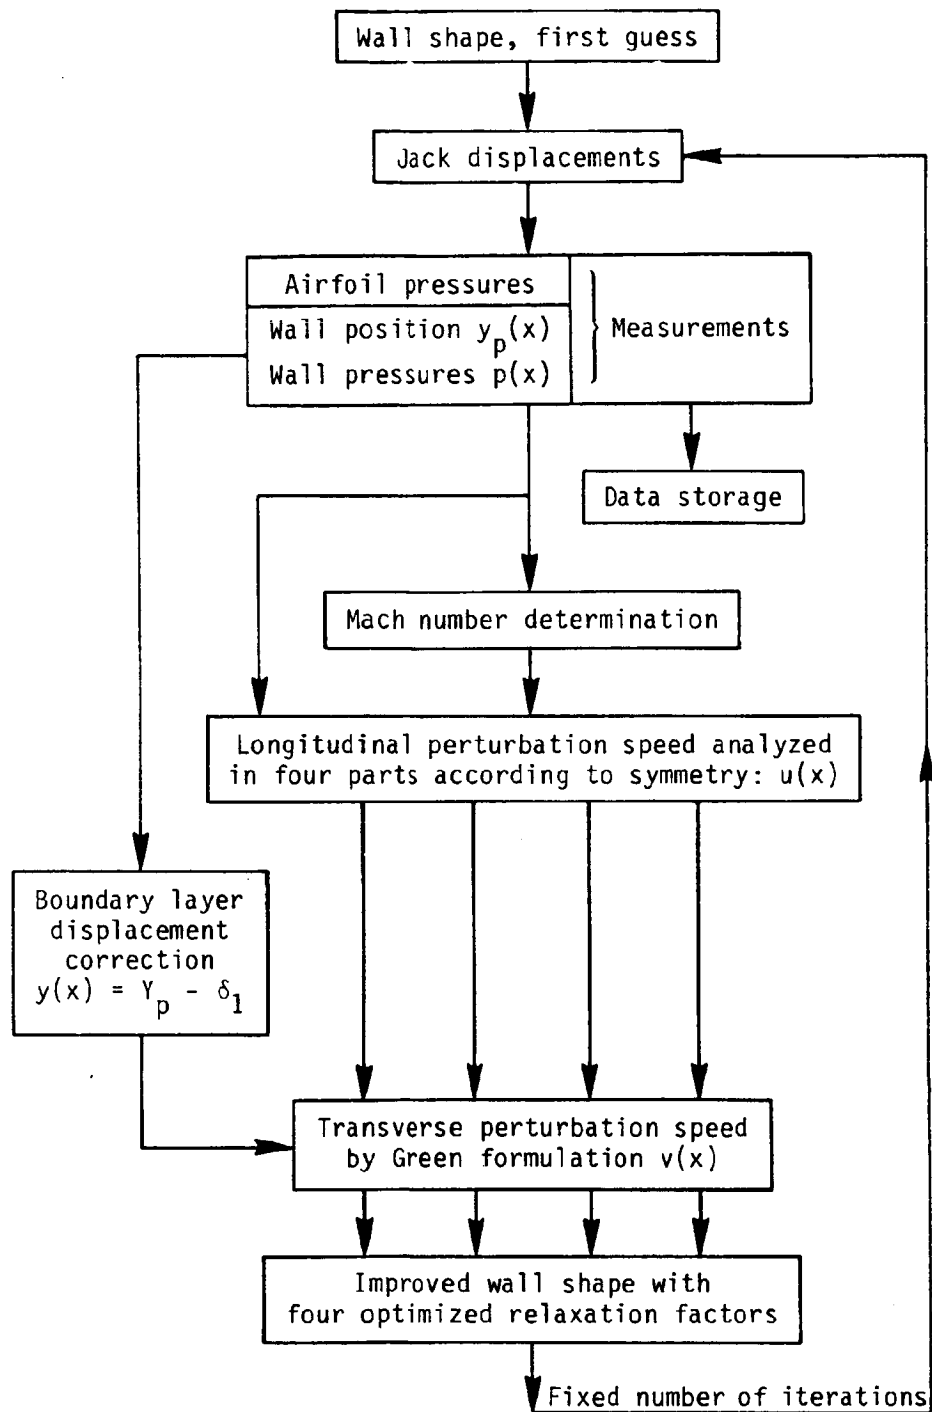 Wall shape, first guess
Jack displacements
Airfoil pressures
Wall position y_p(x)
Wall pressures p(x)
Measurements
Data storage
Mach number determination
Longitudinal perturbation speed analyzed
in four parts according to symmetry: u(x)
Boundary layer
displacement
correction
y(x) = Y_p - δ_1
Transverse perturbation speed
by Green formulation v(x)
Improved wall shape with
four optimized relaxation factors
Fixed number of iterations